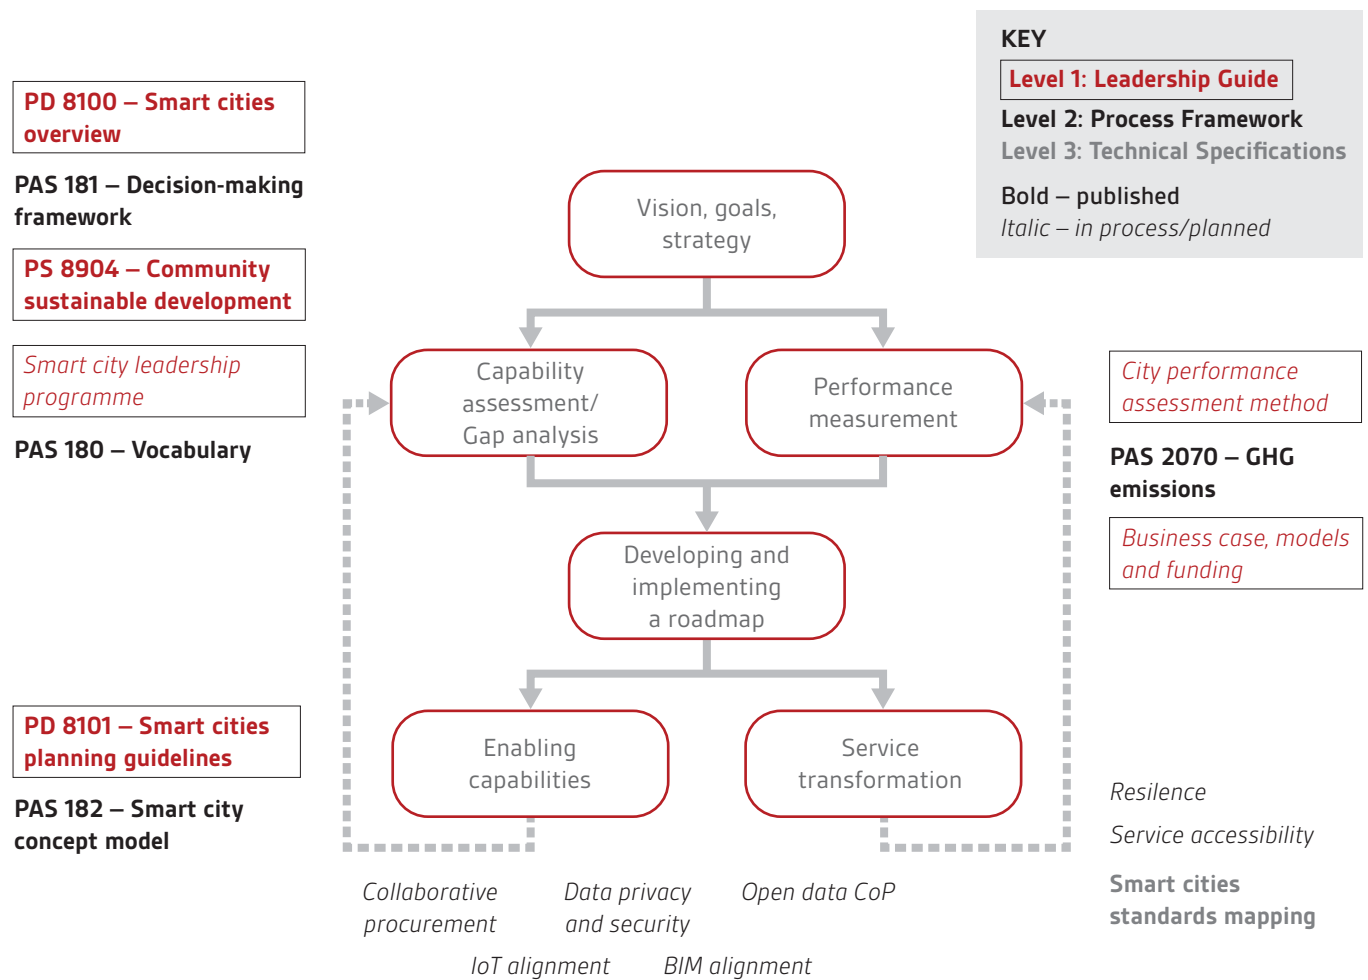 KEY
Level 1: Leadership Guide
Level 2: Process Framework
Level 3: Technical Specifications
Bold – published
Italic – in process/planned
PD 8100 – Smart cities
overview
PAS 181 – Decision-making
framework
PS 8904 – Community
sustainable development
Smart city leadership
programme
PAS 180 – Vocabulary
PD 8101 – Smart cities
planning guidelines
PAS 182 – Smart city
concept model
Vision, goals,
strategy
Capability
assessment/
Gap analysis
Performance
measurement
Developing and
implementing
a roadmap
Enabling
capabilities
Service
transformation
City performance
assessment method
PAS 2070 – GHG
emissions
Business case, models
and funding
Resilence
Service accessibility
Smart cities
standards mapping
Collaborative
procurement
Data privacy
and security
Open data CoP
IoT alignment
BIM alignment